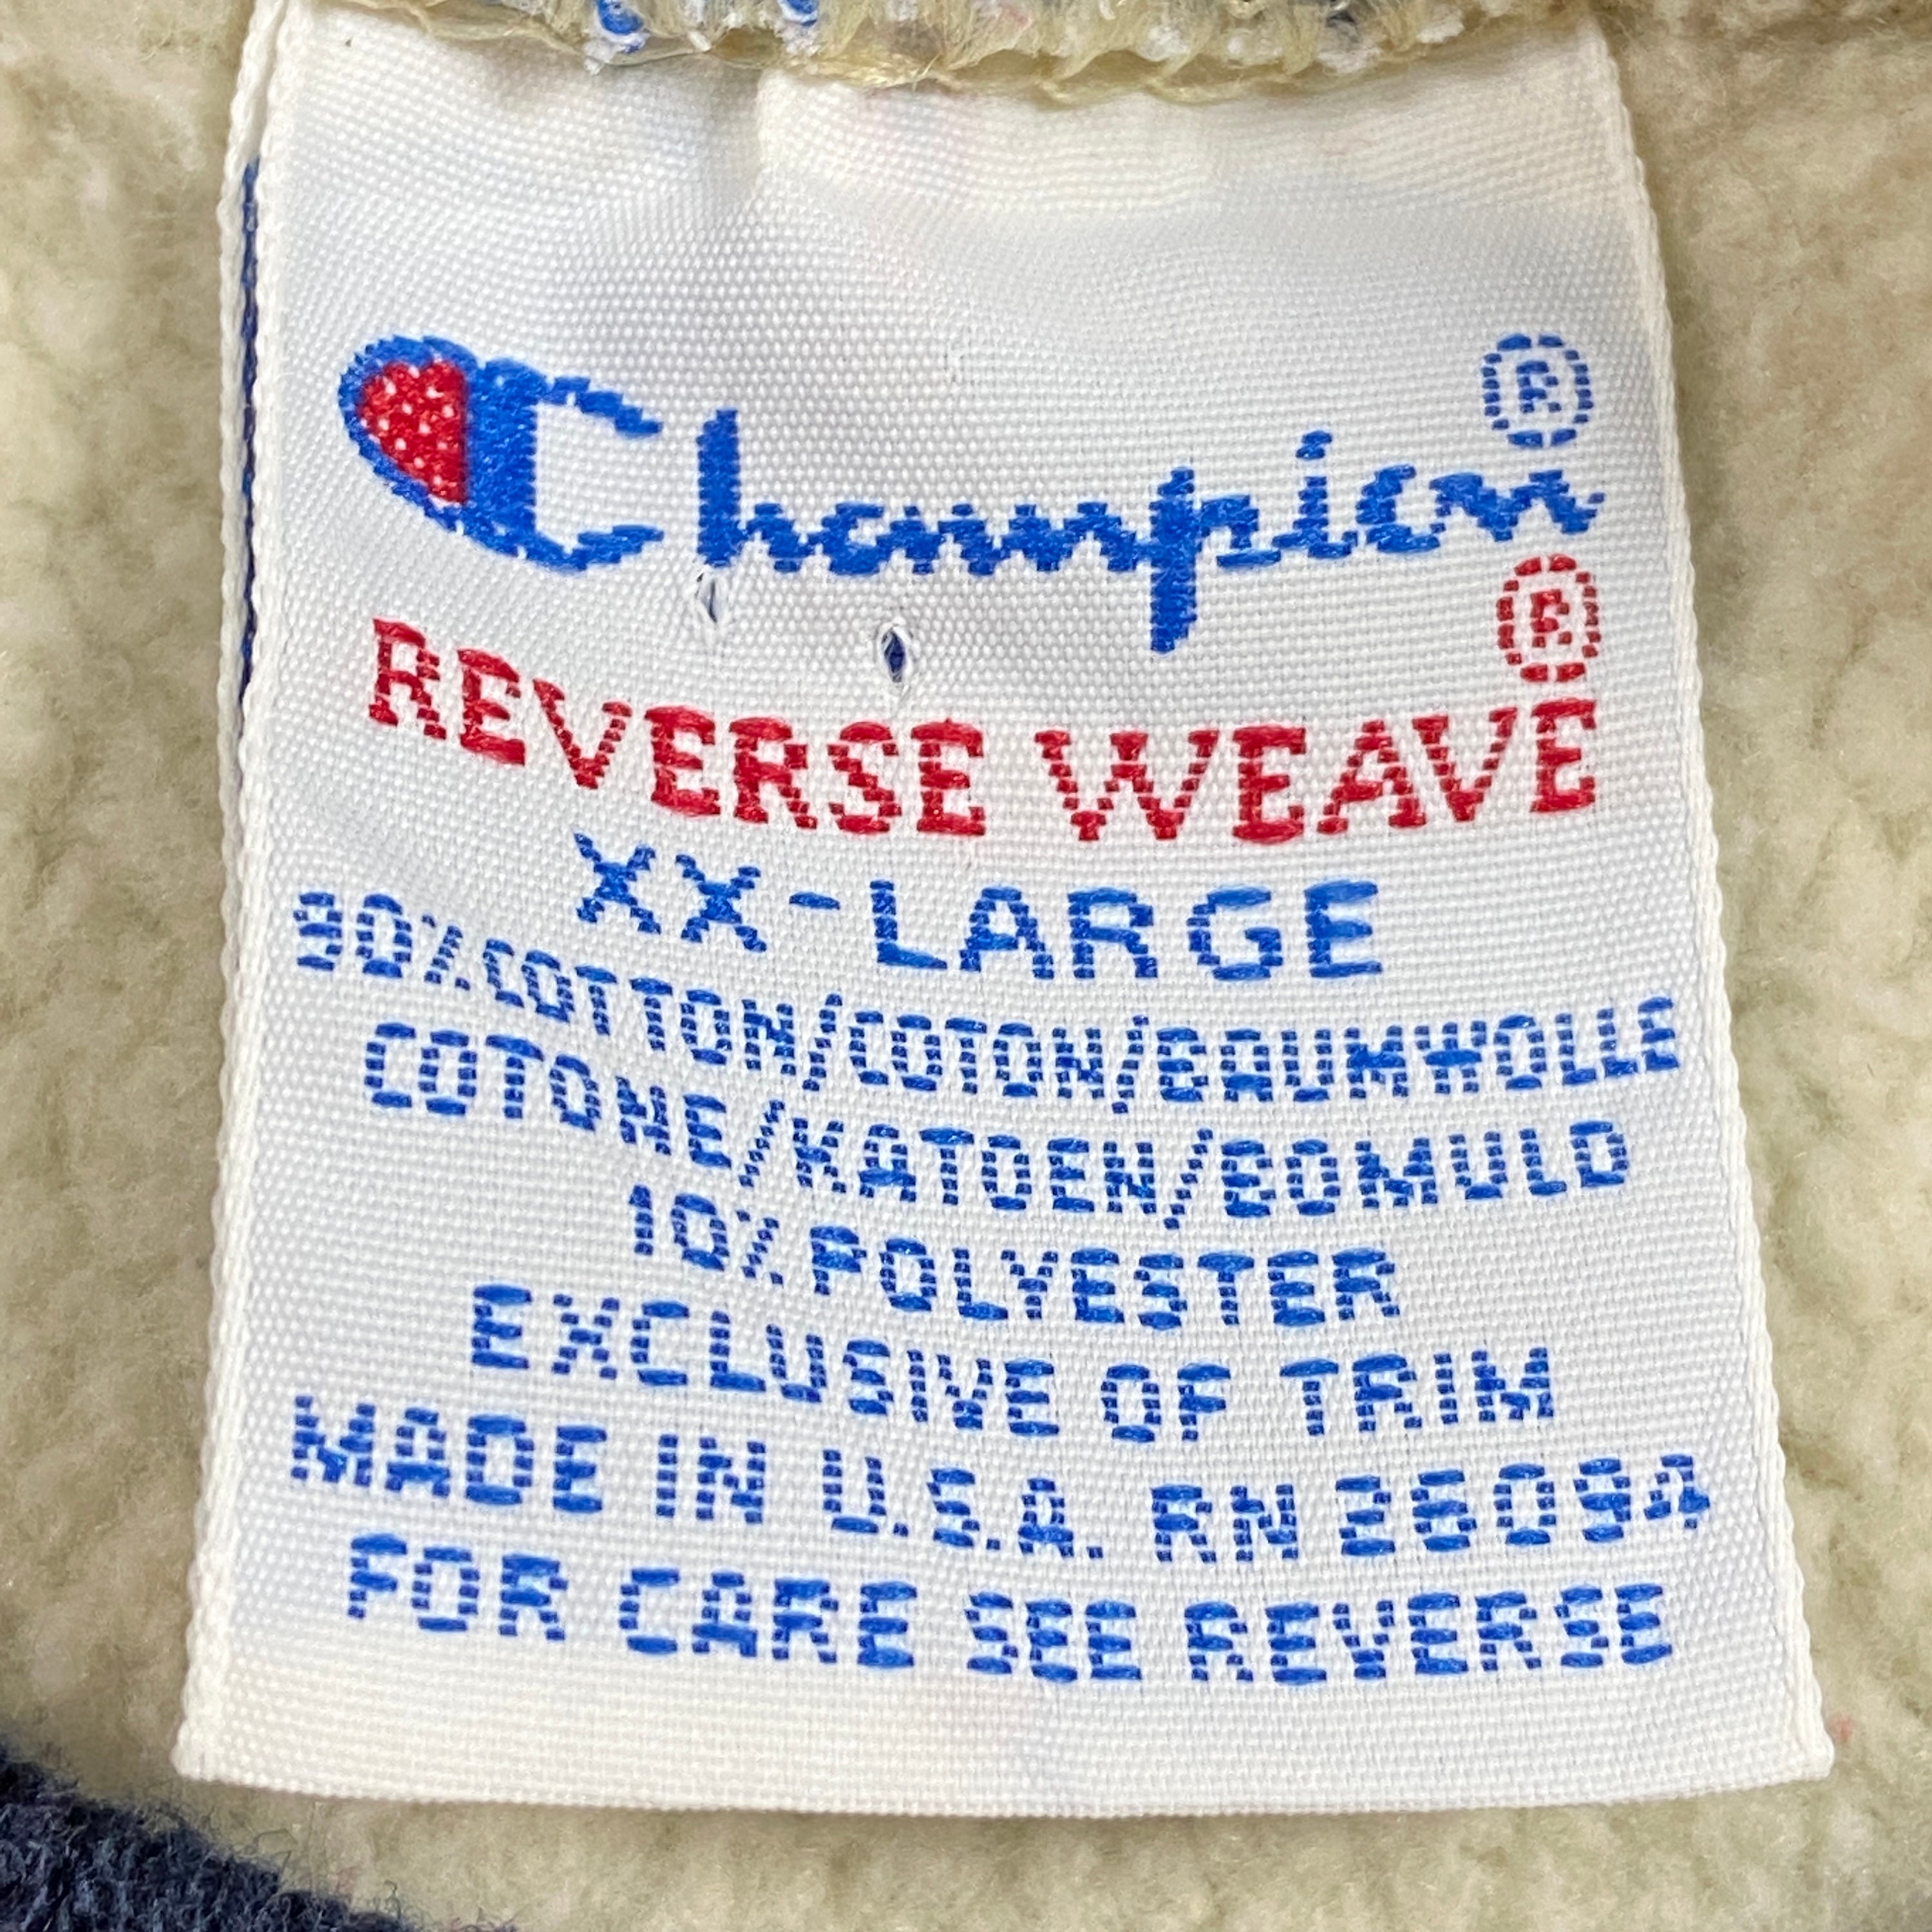 Champion®
REVERSE WEAVE®
XX-LARGE
90% COTTON/COTON/BAUMWOLLE
COTONE/KATOEN/BOMULD
10% POLYESTER
EXCLUSIVE OF TRIM
MADE IN U.S.A. RN 26094
FOR CARE SEE REVERSE